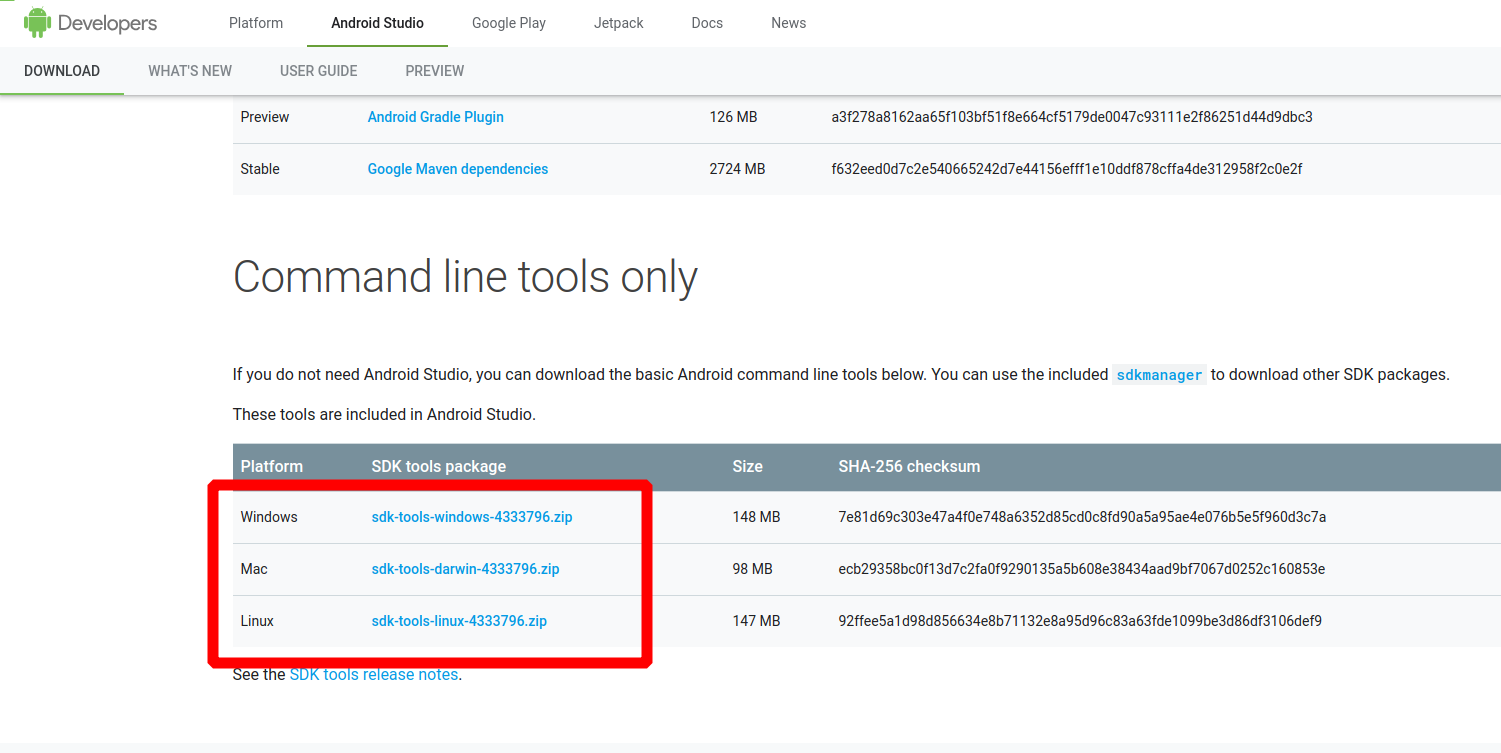 Developers Platform Android Studio Google Play Jetpack Docs News
DOWNLOAD WHAT'S NEW USER GUIDE PREVIEW
Preview Android Gradle Plugin 126 MB a3f278a8162aa65f103bf51f8e664cf5179de0047c93111e2f86251d44d9dbc3
Stable Google Maven dependencies 2724 MB f632eed0d7c2e540665242d7e44156efff1e10ddf878cffa4de312958f2c0e2f
Command line tools only
If you do not need Android Studio, you can download the basic Android command line tools below. You can use the included sdkmanager to download other SDK packages.
These tools are included in Android Studio.
Platform SDK tools package Size SHA-256 checksum
Windows sdk-tools-windows-4333796.zip 148 MB 7e81d69c303e47a4f0e748a6352d85cd0c8fd90a5a95ae4e076b5e5f960d3c7a
Mac sdk-tools-darwin-4333796.zip 98 MB ecb29358bc0f13d7c2fa0f9290135a5b608e38434aad9bf7067d0252c160853e
Linux sdk-tools-linux-4333796.zip 147 MB 92ffee5a1d98d856634e8b71132e8a95d96c83a63fde1099be3d86df3106def9
See the SDK tools release notes.